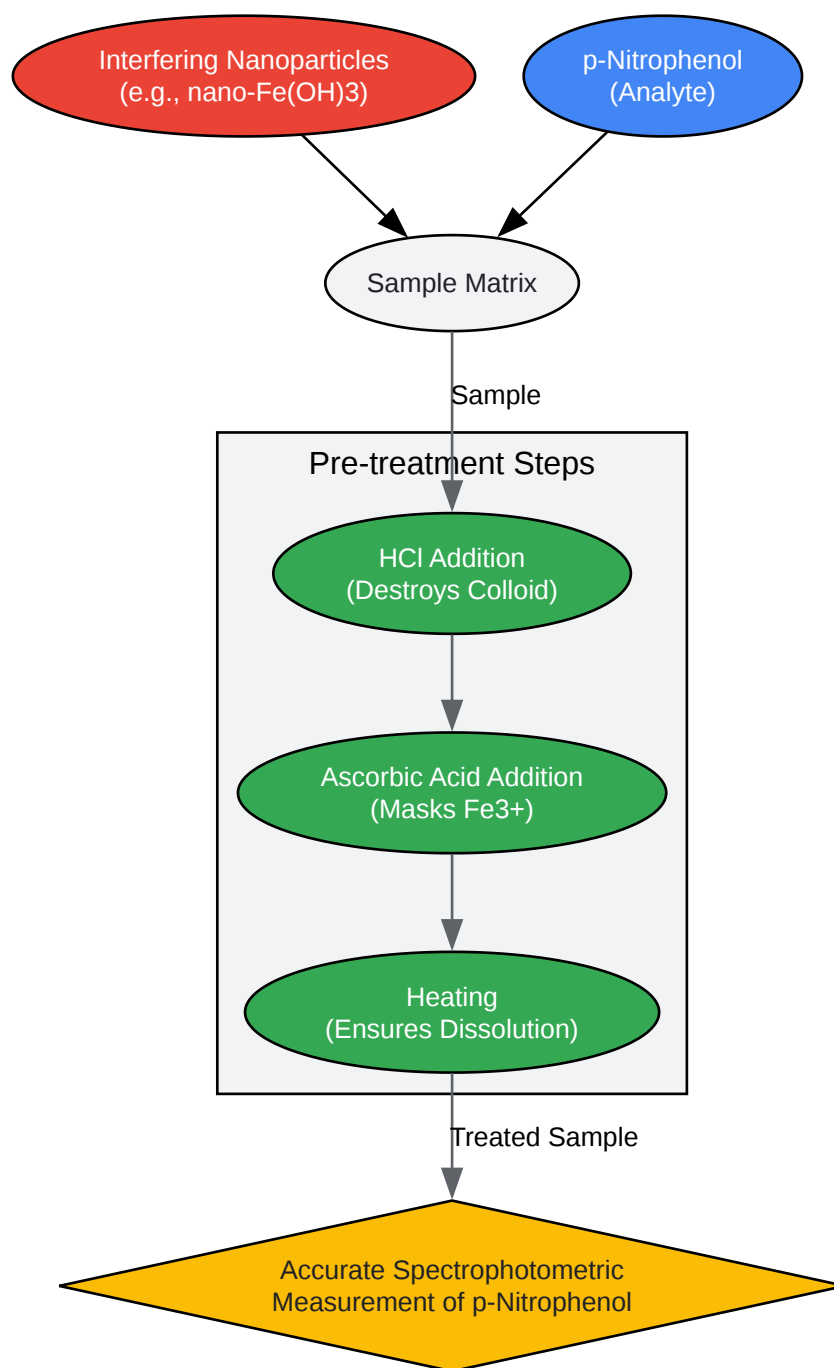 Interfering Nanoparticles
(e.g., nano-Fe(OH)3)
p-Nitrophenol
(Analyte)
Sample Matrix
Sample
Pre-treatment Steps
HCl Addition
(Destroys Colloid)
Ascorbic Acid Addition
(Masks Fe3+)
Heating
(Ensures Dissolution)
Treated Sample
Accurate Spectrophotometric
Measurement of p-Nitrophenol